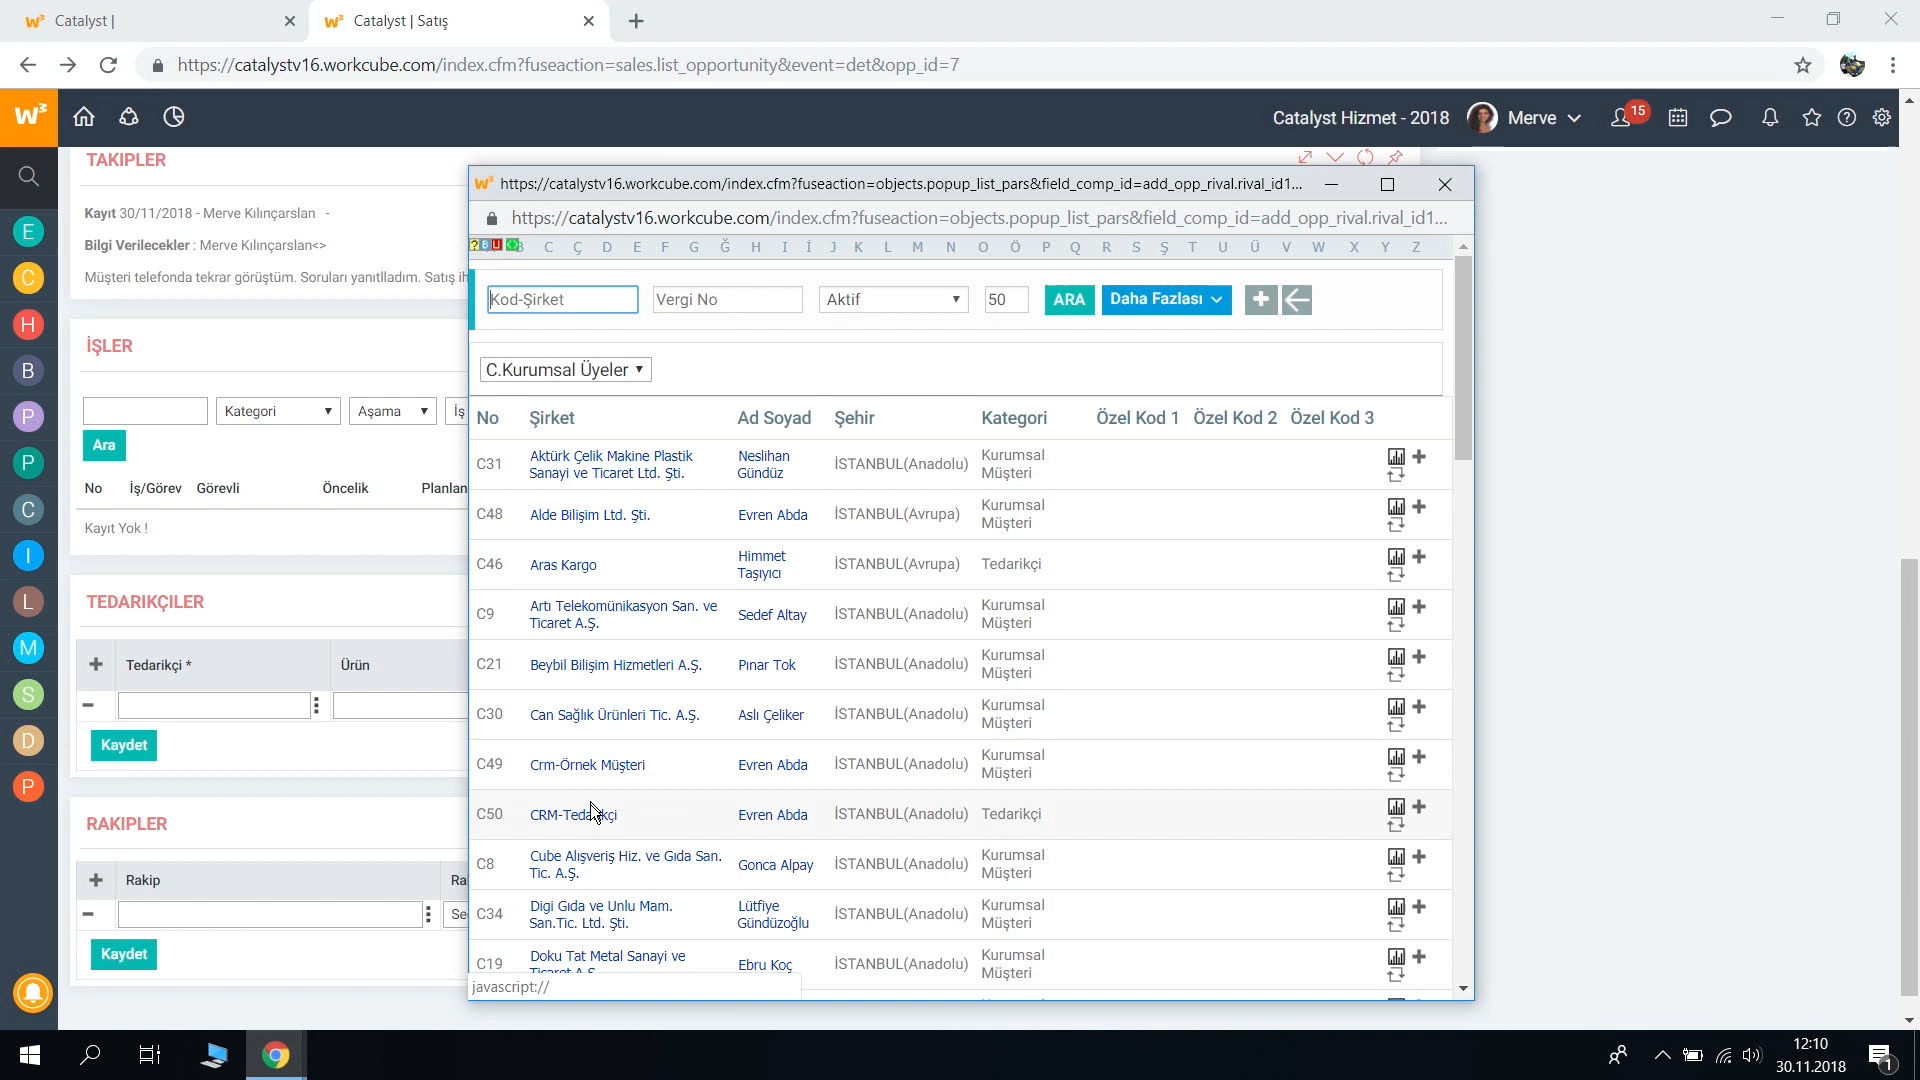 Catalyst |
Catalyst | Satış
https://catalystv16.workcube.com/index.cfm?fuseaction=sales.list_opportunity&event=det&opp_id=7
Catalyst Hizmet - 2018
Merve
15
TAKIPLER
Kayıt 30/11/2018 - Merve Kılınçarslan -
Bilgi Verilecekler : Merve Kılınçarslan<>
Müşteri telefonda tekrar görüştüm. Soruları yanıtlladım. Satış ih
İŞLER
Kategori
Aşama
İş
Ara
No İş/Görev Görevli Öncelik Planlan
Kayıt Yok !
TEDARIKÇILER
Tedarikçi * Ürün
Kaydet
RAKIPLER
Rakip Ra
Se
Kaydet
E
C
H
B
P
P
C
I
L
M
S
D
P
https://catalystv16.workcube.com/index.cfm?fuseaction=objects.popup_list_pars&field_comp_id=add_opp_rival.rival_id1...
https://catalystv16.workcube.com/index.cfm?fuseaction=objects.popup_list_pars&field_comp_id=add_opp_rival.rival_id1...
B C Ç D E F G Ğ H I İ J K L M N O Ö P Q R S Ş T U Ü V W X Y Z
Kod-Şirket
Vergi No
Aktif
50
ARA
Daha Fazlası
C.Kurumsal Üyeler
No Şirket Ad Soyad Şehir Kategori Özel Kod 1 Özel Kod 2 Özel Kod 3
C31 Aktürk Çelik Makine Plastik Sanayi ve Ticaret Ltd. Şti. Neslihan Gündüz İSTANBUL(Anadolu) Kurumsal Müşteri
C48 Alde Bilişim Ltd. Şti. Evren Abda İSTANBUL(Avrupa) Kurumsal Müşteri
C46 Aras Kargo Himmet Taşıyıcı İSTANBUL(Avrupa) Tedarikçi
C9 Artı Telekomünikasyon San. ve Ticaret A.Ş. Sedef Altay İSTANBUL(Anadolu) Kurumsal Müşteri
C21 Beybil Bilişim Hizmetleri A.Ş. Pınar Tok İSTANBUL(Anadolu) Kurumsal Müşteri
C30 Can Sağlık Ürünleri Tic. A.Ş. Aslı Çeliker İSTANBUL(Anadolu) Kurumsal Müşteri
C49 Crm-Örnek Müşteri Evren Abda İSTANBUL(Anadolu) Kurumsal Müşteri
C50 CRM-Tedarikçi Evren Abda İSTANBUL(Anadolu) Tedarikçi
C8 Cube Alışveriş Hiz. ve Gıda San. Tic. A.Ş. Gonca Alpay İSTANBUL(Anadolu) Kurumsal Müşteri
C34 Digi Gıda ve Unlu Mam. San.Tic. Ltd. Şti. Lütfiye Gündüzoğlu İSTANBUL(Anadolu) Kurumsal Müşteri
C19 Doku Tat Metal Sanayi ve Ticaret A.Ş. Ebru Koç İSTANBUL(Anadolu) Kurumsal Müşteri
javascript://
12:10
30.11.2018
1